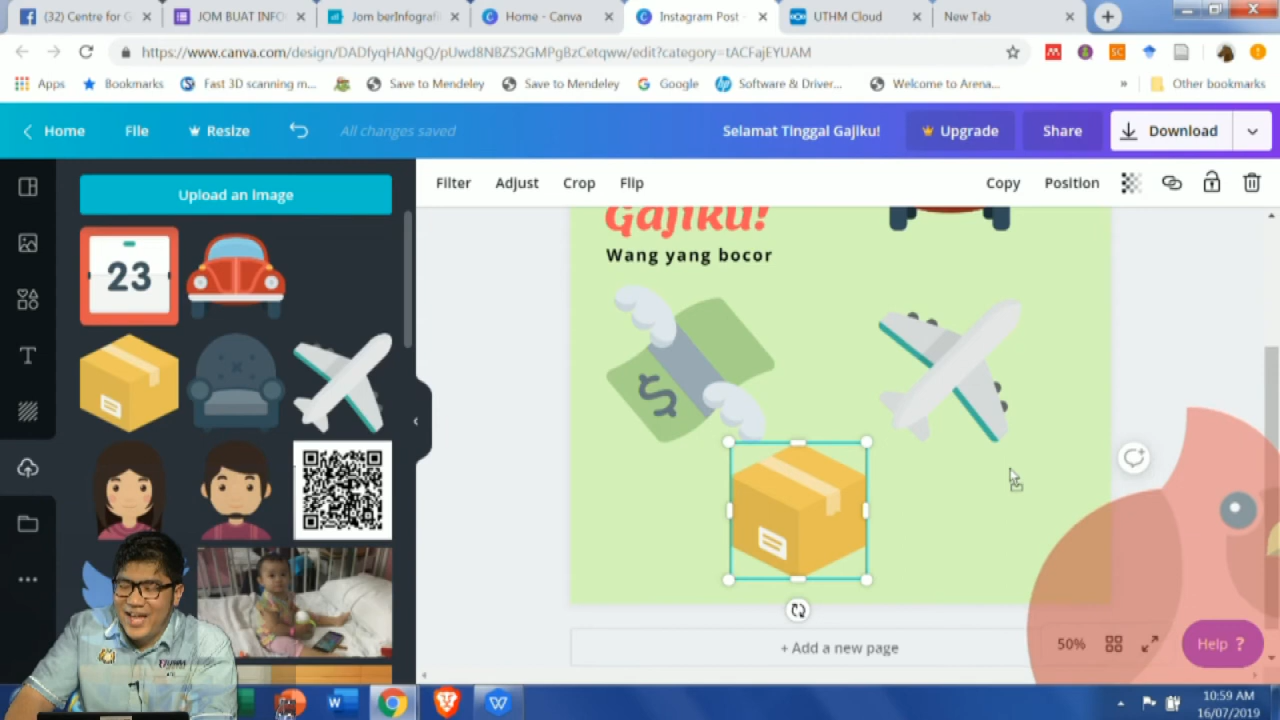 (32) Centre for G
JOM BUAT INFO
Jom berInfografi
Home - Canva
Instagram Post -
UTHM Cloud
New Tab
https://www.canva.com/design/DADfyqHANgQ/pUwd8NBZS2GMPgBzCetqww/edit?category=tACFajEYUAM
Apps
Bookmarks
Fast 3D scanning m...
Save to Mendeley
Save to Mendeley
Google
Software & Driver...
Welcome to Arena...
»
Other bookmarks
Home
File
Resize
All changes saved
Selamat Tinggal Gajiku!
Upgrade
Share
Download
Upload an Image
Filter
Adjust
Crop
Flip
Copy
Position
23
Gajiku!
Wang yang bocor
$
+ Add a new page
50%
Help ?
10:59 AM
16/07/2019